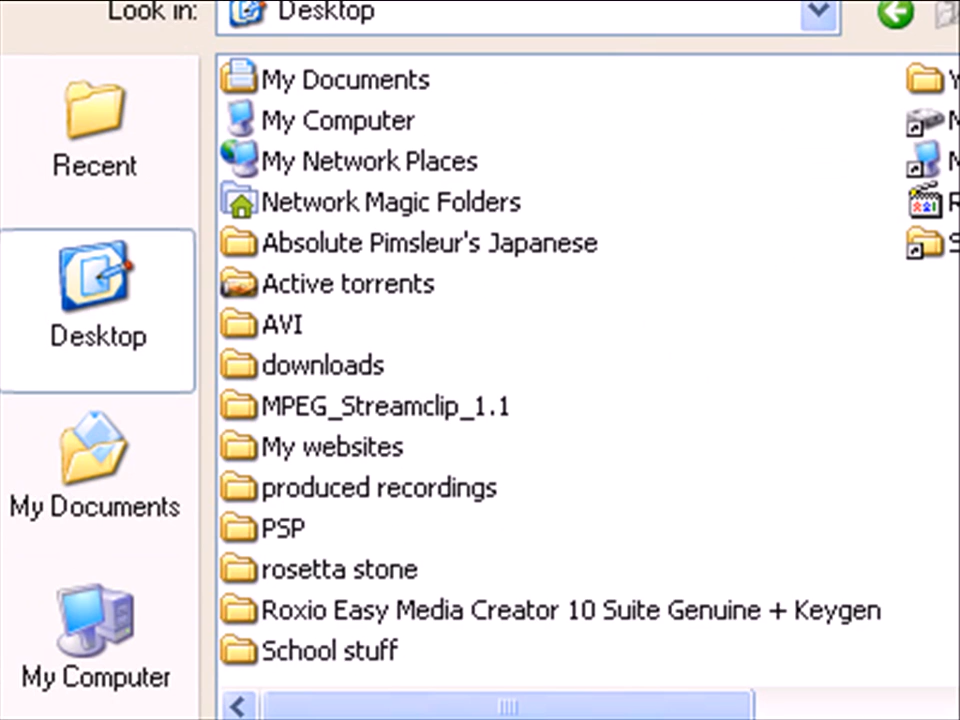 Look in: Desktop
Recent
Desktop
My Documents
My Computer
My Documents
My Computer
My Network Places
Network Magic Folders
Absolute Pimsleur's Japanese
Active torrents
AVI
downloads
MPEG_Streamclip_1.1
My websites
produced recordings
PSP
rosetta stone
Roxio Easy Media Creator 10 Suite Genuine + Keygen
School stuff